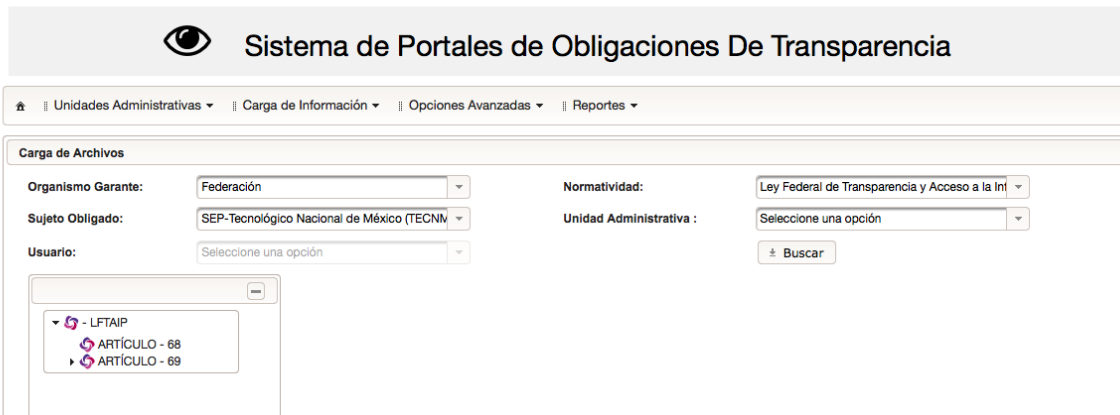 Sistema de Portales de Obligaciones De Transparencia
Unidades Administrativas Carga de Información Opciones Avanzadas Reportes
Carga de Archivos
Organismo Garante: Federación Normatividad: Ley Federal de Transparencia y Acceso a la Inf
Sujeto Obligado: SEP-Tecnológico Nacional de México (TECNM Unidad Administrativa : Seleccione una opción
Usuario: Seleccione una opción Buscar
- LFTAIP
ARTÍCULO - 68
ARTÍCULO - 69